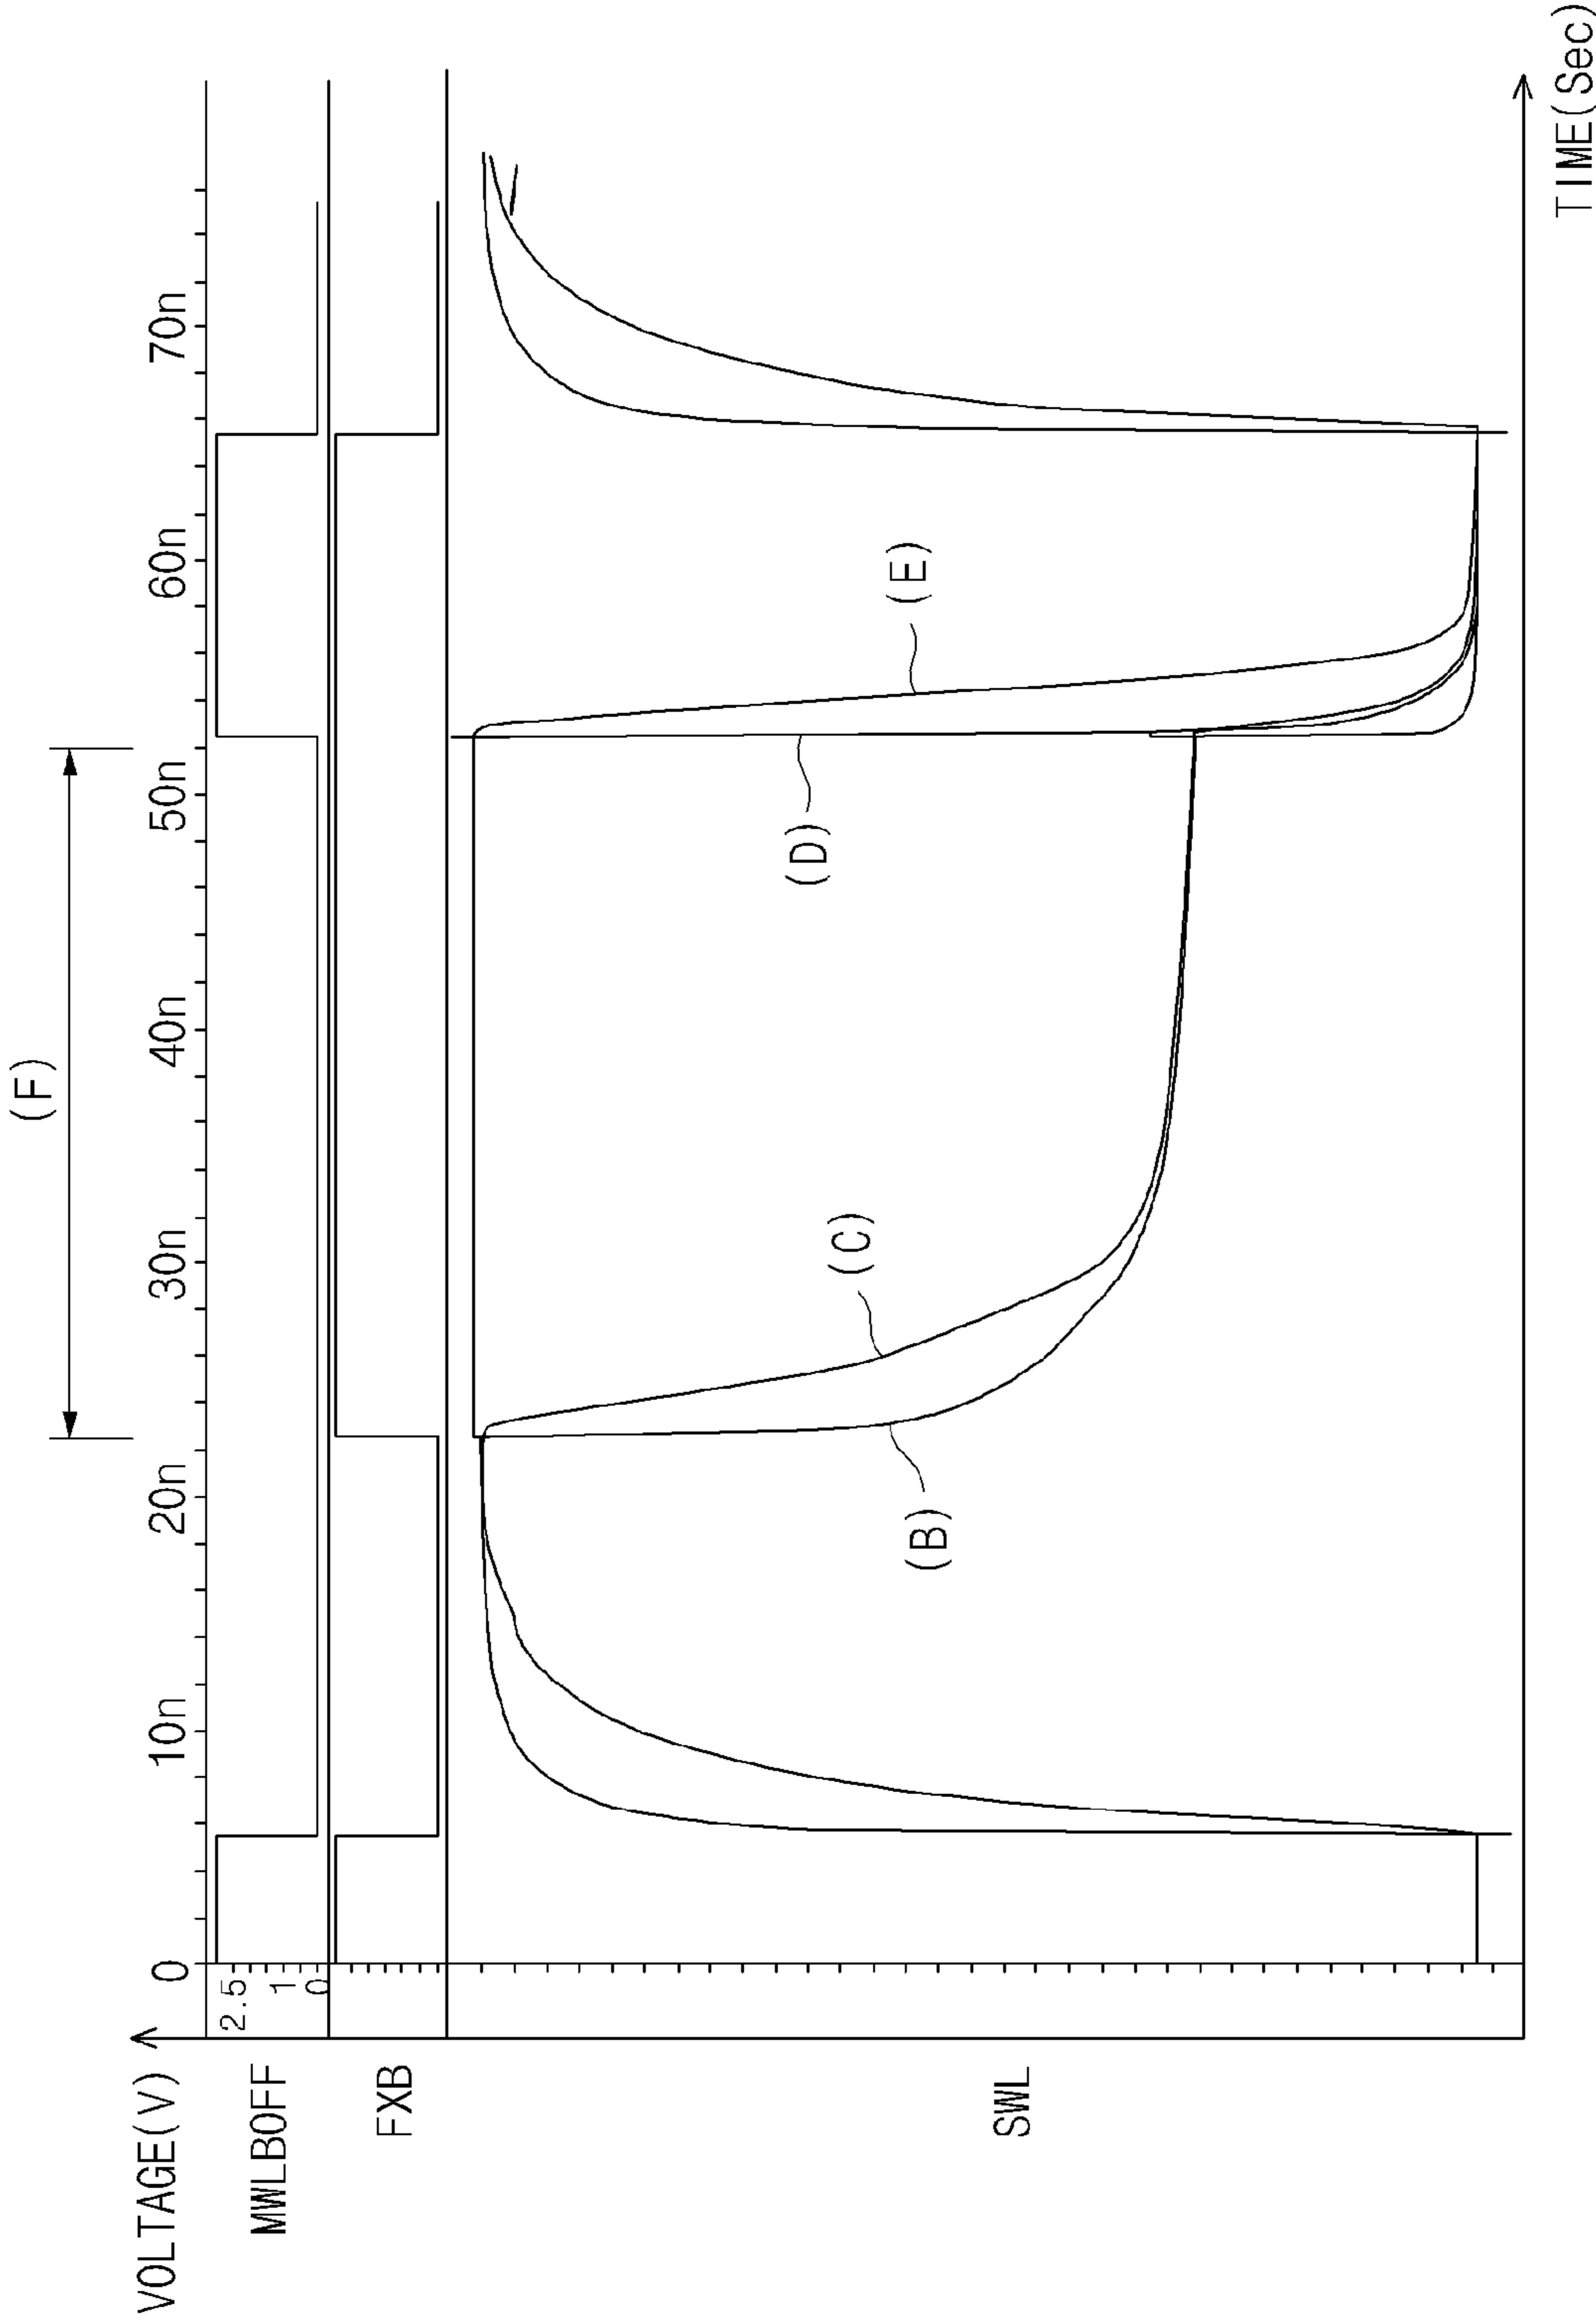 (F)
VOLTAGE(V)
0 10n 20n 30n 40n 50n 60n 70n
MWLBOFF
2.5
1
0
FXB
SWL
(B)
(C)
(D)
(E)
TIME(Sec)